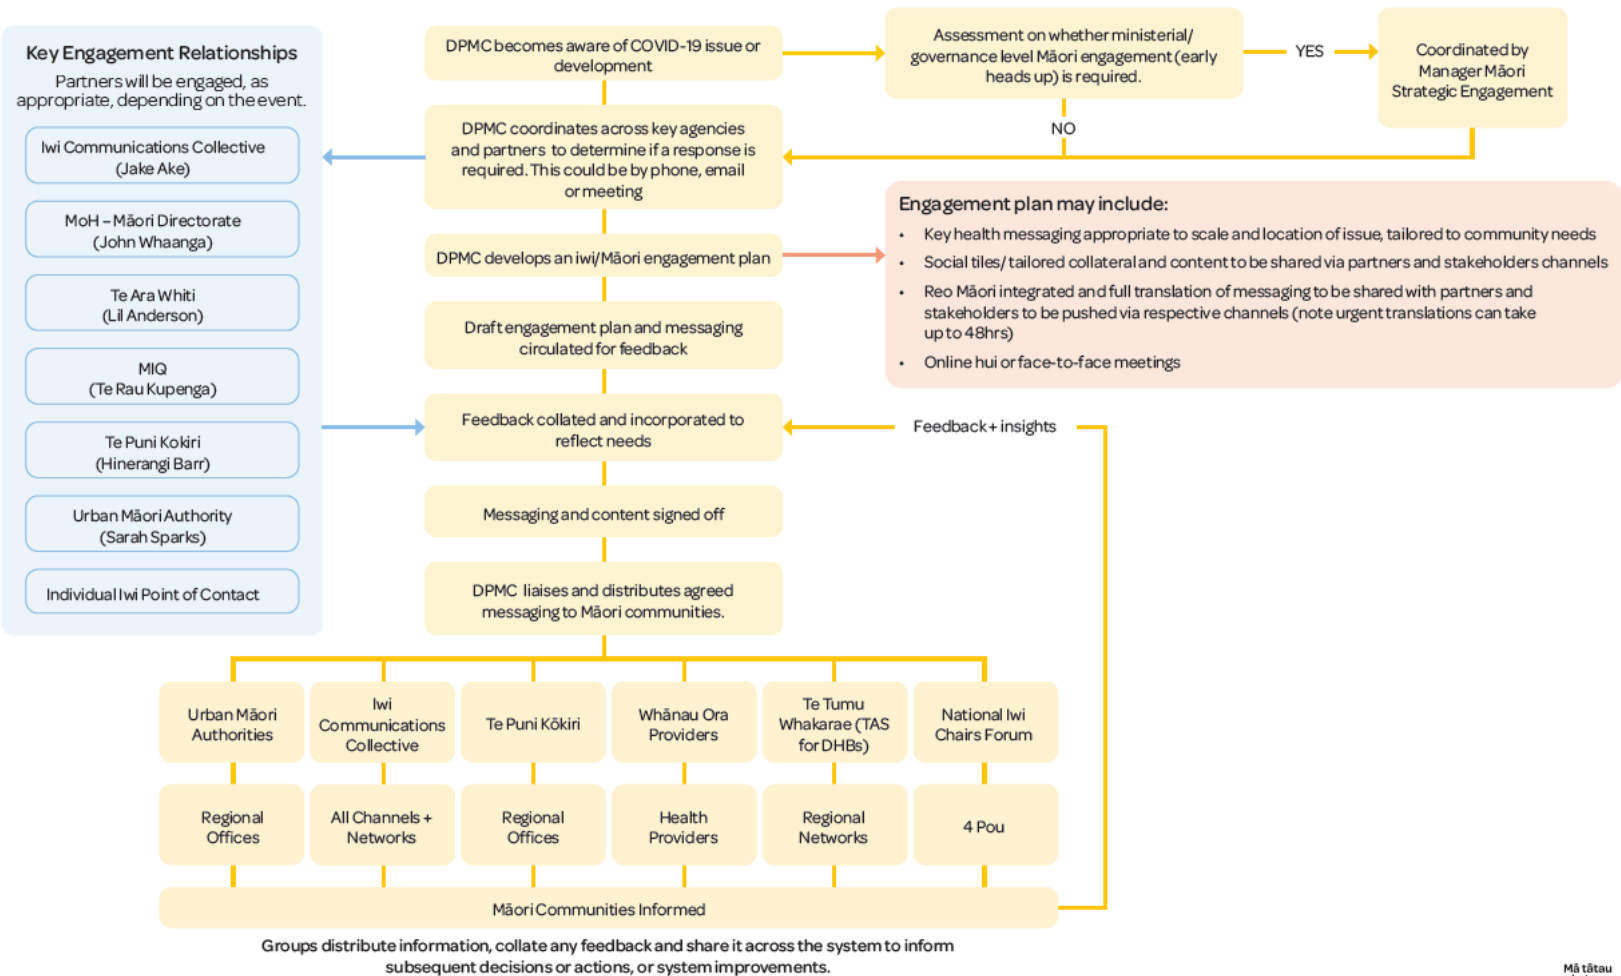 Key Engagement Relationships
Partners will be engaged, as
appropriate, depending on the event.
Iwi Communications Collective
(Jake Ake)
MoH – Māori Directorate
(John Whaanga)
Te Ara Whiti
(Lil Anderson)
MIQ
(Te Rau Kupenga)
Te Puni Kokiri
(Hinerangi Barr)
Urban Māori Authority
(Sarah Sparks)
Individual Iwi Point of Contact
DPMC becomes aware of COVID-19 issue or
development
Assessment on whether ministerial/
governance level Māori engagement (early
heads up) is required.
YES
Coordinated by
Manager Māori
Strategic Engagement
NO
DPMC coordinates across key agencies
and partners to determine if a response is
required. This could be by phone, email
or meeting
DPMC develops an iwi/Māori engagement plan
Engagement plan may include:
• Key health messaging appropriate to scale and location of issue, tailored to community needs
• Social tiles/ tailored collateral and content to be shared via partners and stakeholders channels
• Reo Māori integrated and full translation of messaging to be shared with partners and
stakeholders to be pushed via respective channels (note urgent translations can take
up to 48hrs)
• Online hui or face-to-face meetings
Draft engagement plan and messaging
circulated for feedback
Feedback collated and incorporated to
reflect needs
Feedback + insights
Messaging and content signed off
DPMC liaises and distributes agreed
messaging to Māori communities.
Urban Māori
Authorities
Iwi
Communications
Collective
Te Puni Kōkiri
Whānau Ora
Providers
Te Tumu
Whakarae (TAS
for DHBs)
National Iwi
Chairs Forum
Regional
Offices
All Channels +
Networks
Regional
Offices
Health
Providers
Regional
Networks
4 Pou
Māori Communities Informed
Groups distribute information, collate any feedback and share it across the system to inform
subsequent decisions or actions, or system improvements.
Mā tātau